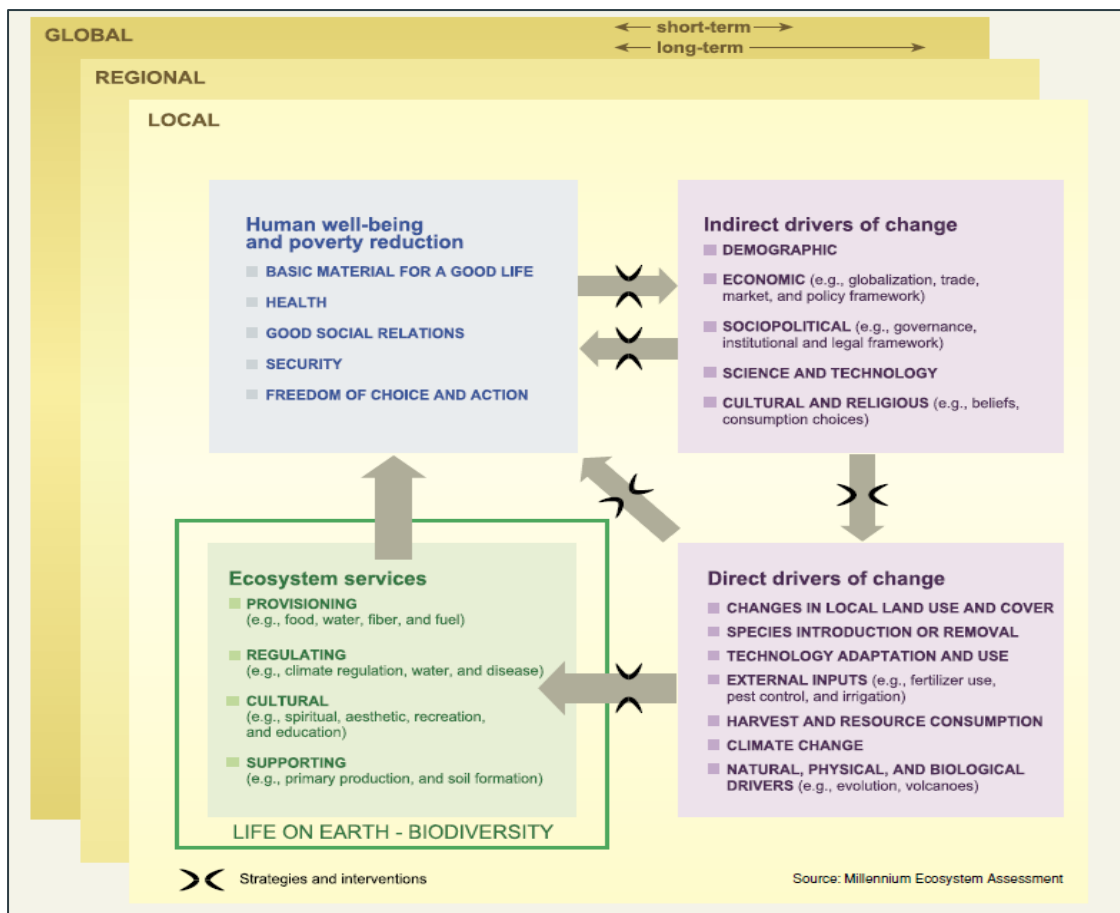 GLOBAL
short-term
long-term
REGIONAL
LOCAL
Human well-being
and poverty reduction
BASIC MATERIAL FOR A GOOD LIFE
HEALTH
GOOD SOCIAL RELATIONS
SECURITY
FREEDOM OF CHOICE AND ACTION
Indirect drivers of change
DEMOGRAPHIC
ECONOMIC (e.g., globalization, trade,
market, and policy framework)
SOCIOPOLITICAL (e.g., governance,
institutional and legal framework)
SCIENCE AND TECHNOLOGY
CULTURAL AND RELIGIOUS (e.g., beliefs,
consumption choices)
Ecosystem services
PROVISIONING
(e.g., food, water, fiber, and fuel)
REGULATING
(e.g., climate regulation, water, and disease)
CULTURAL
(e.g., spiritual, aesthetic, recreation,
and education)
SUPPORTING
(e.g., primary production, and soil formation)
LIFE ON EARTH - BIODIVERSITY
Direct drivers of change
CHANGES IN LOCAL LAND USE AND COVER
SPECIES INTRODUCTION OR REMOVAL
TECHNOLOGY ADAPTATION AND USE
EXTERNAL INPUTS (e.g., fertilizer use,
pest control, and irrigation)
HARVEST AND RESOURCE CONSUMPTION
CLIMATE CHANGE
NATURAL, PHYSICAL, AND BIOLOGICAL
DRIVERS (e.g., evolution, volcanoes)
Strategies and interventions
Source: Millennium Ecosystem Assessment